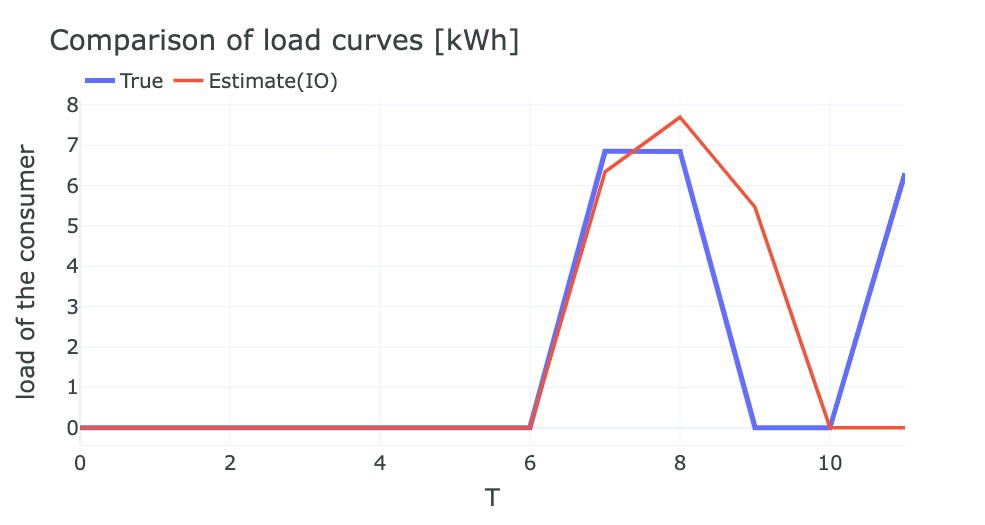 Comparison of load curves [kWh]
True Estimate(IO)
load of the consumer
8
7
6
5
4
3
2
1
0
0 2 4 6 8 10
T